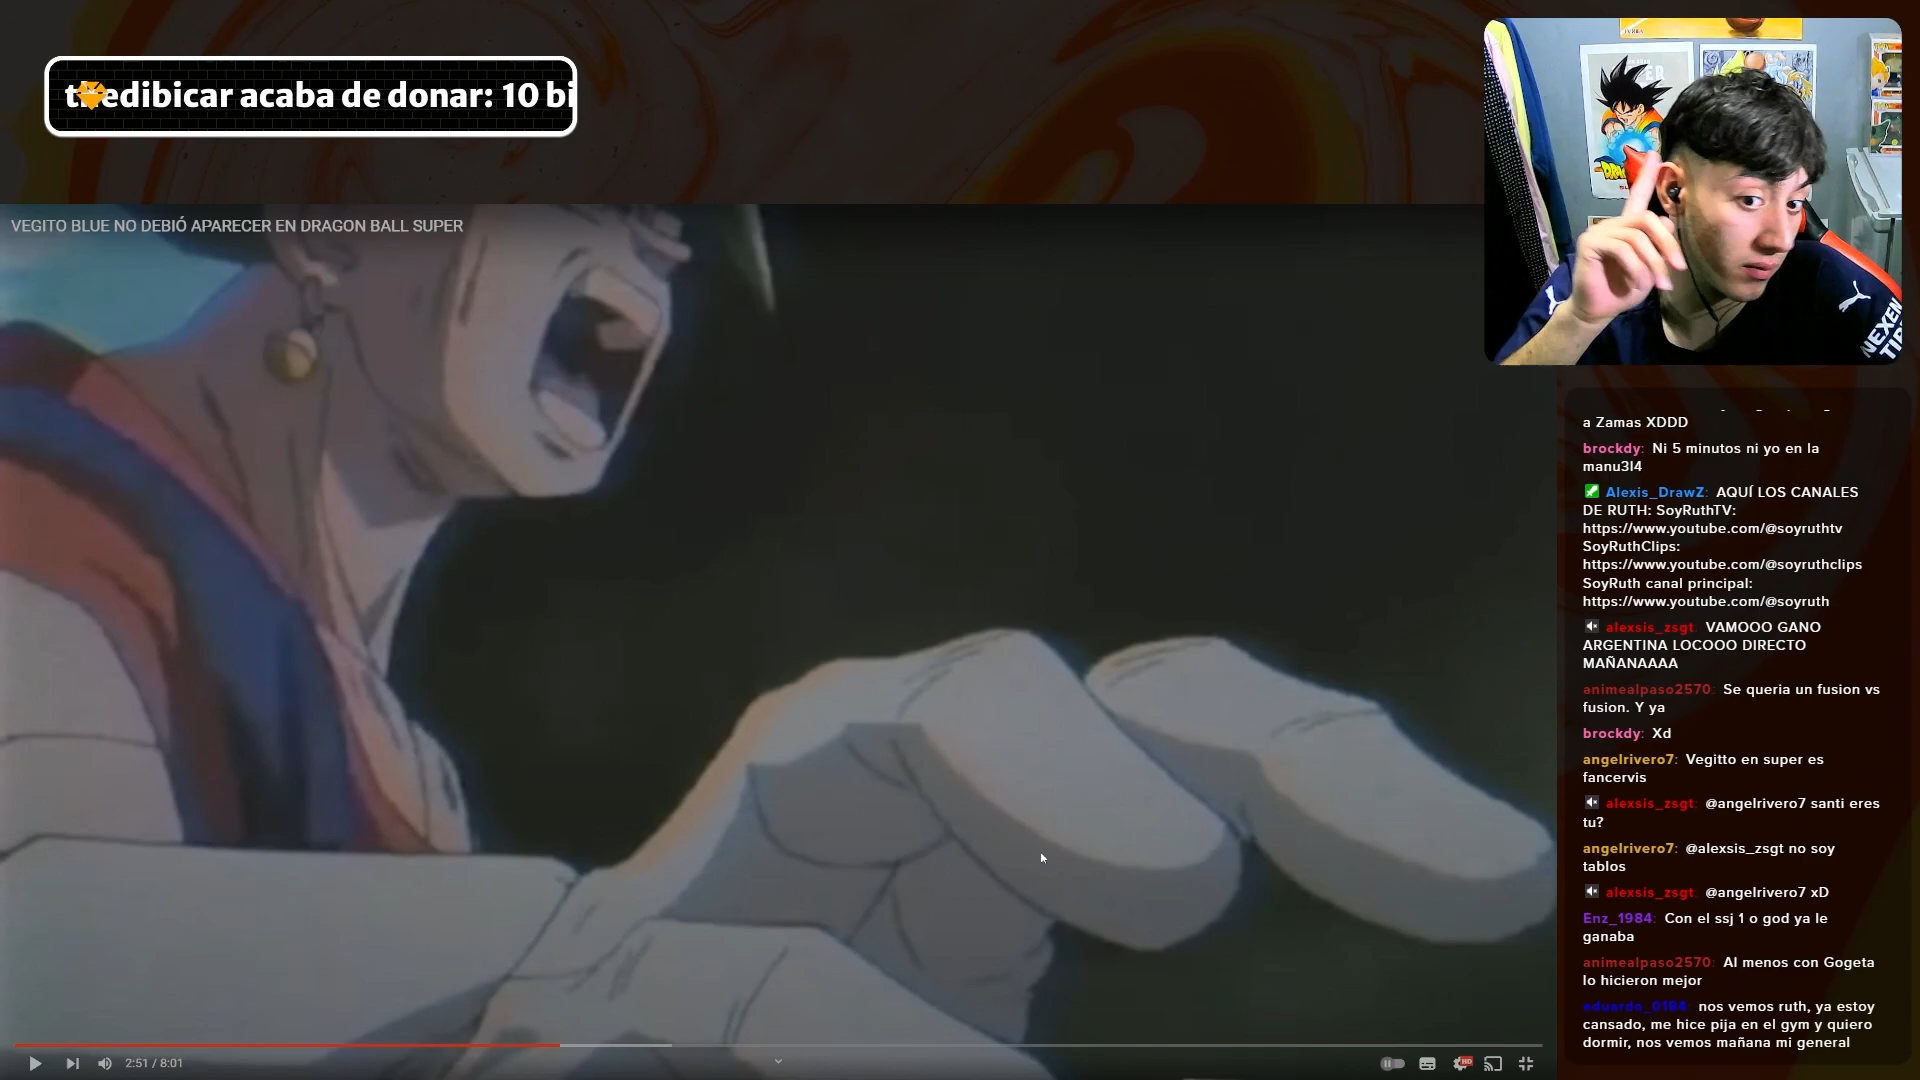 acaba de donar: 10 bi
VEGITO BLUE NO DEBIÓ APARECER EN DRAGON BALL SUPER
NEXEN
a Zamas XDDD
brockdy: Ni 5 minutos ni yo en la
manu3l4
Alexis_DrawZ: AQUÍ LOS CANALES
DE RUTH: SoyRuthTV:
https://www.youtube.com/@soyruthtv
SoyRuthClips:
https://www.youtube.com/@soyruthclips
SoyRuth canal principal:
https://www.youtube.com/@soyruth
alexsis_zsgt: VAMOOO GANO
ARGENTINA LOCOOO DIRECTO
MAÑANAAAA
animealpaso2570: Se queria un fusion vs
fusion. Y ya
brockdy: Xd
angelrivero7: Vegitto en super es
fancervis
alexsis_zsgt: @angelrivero7 santi eres
tu?
angelrivero7: @alexsis_zsgt no soy
tablos
alexsis_zsgt: @angelrivero7 xD
Enz_1984: Con el ssj 1 o god ya le
ganaba
animealpaso2570: Al menos con Gogeta
lo hicieron mejor
eduardo_0184: nos vemos ruth, ya estoy
cansado, me hice pija en el gym y quiero
dormir, nos vemos mañana mi general
2:51 / 8:01
HD